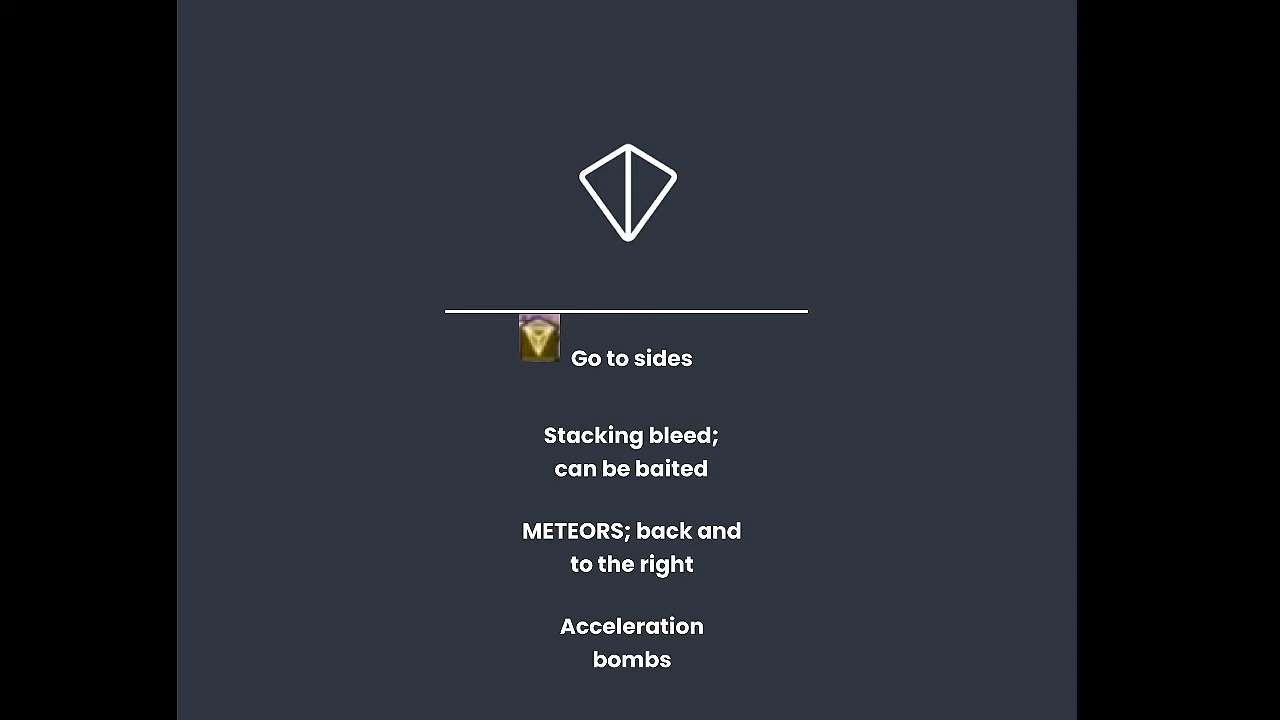 Go to sides
Stacking bleed;
can be baited
METEORS; back and
to the right
Acceleration
bombs